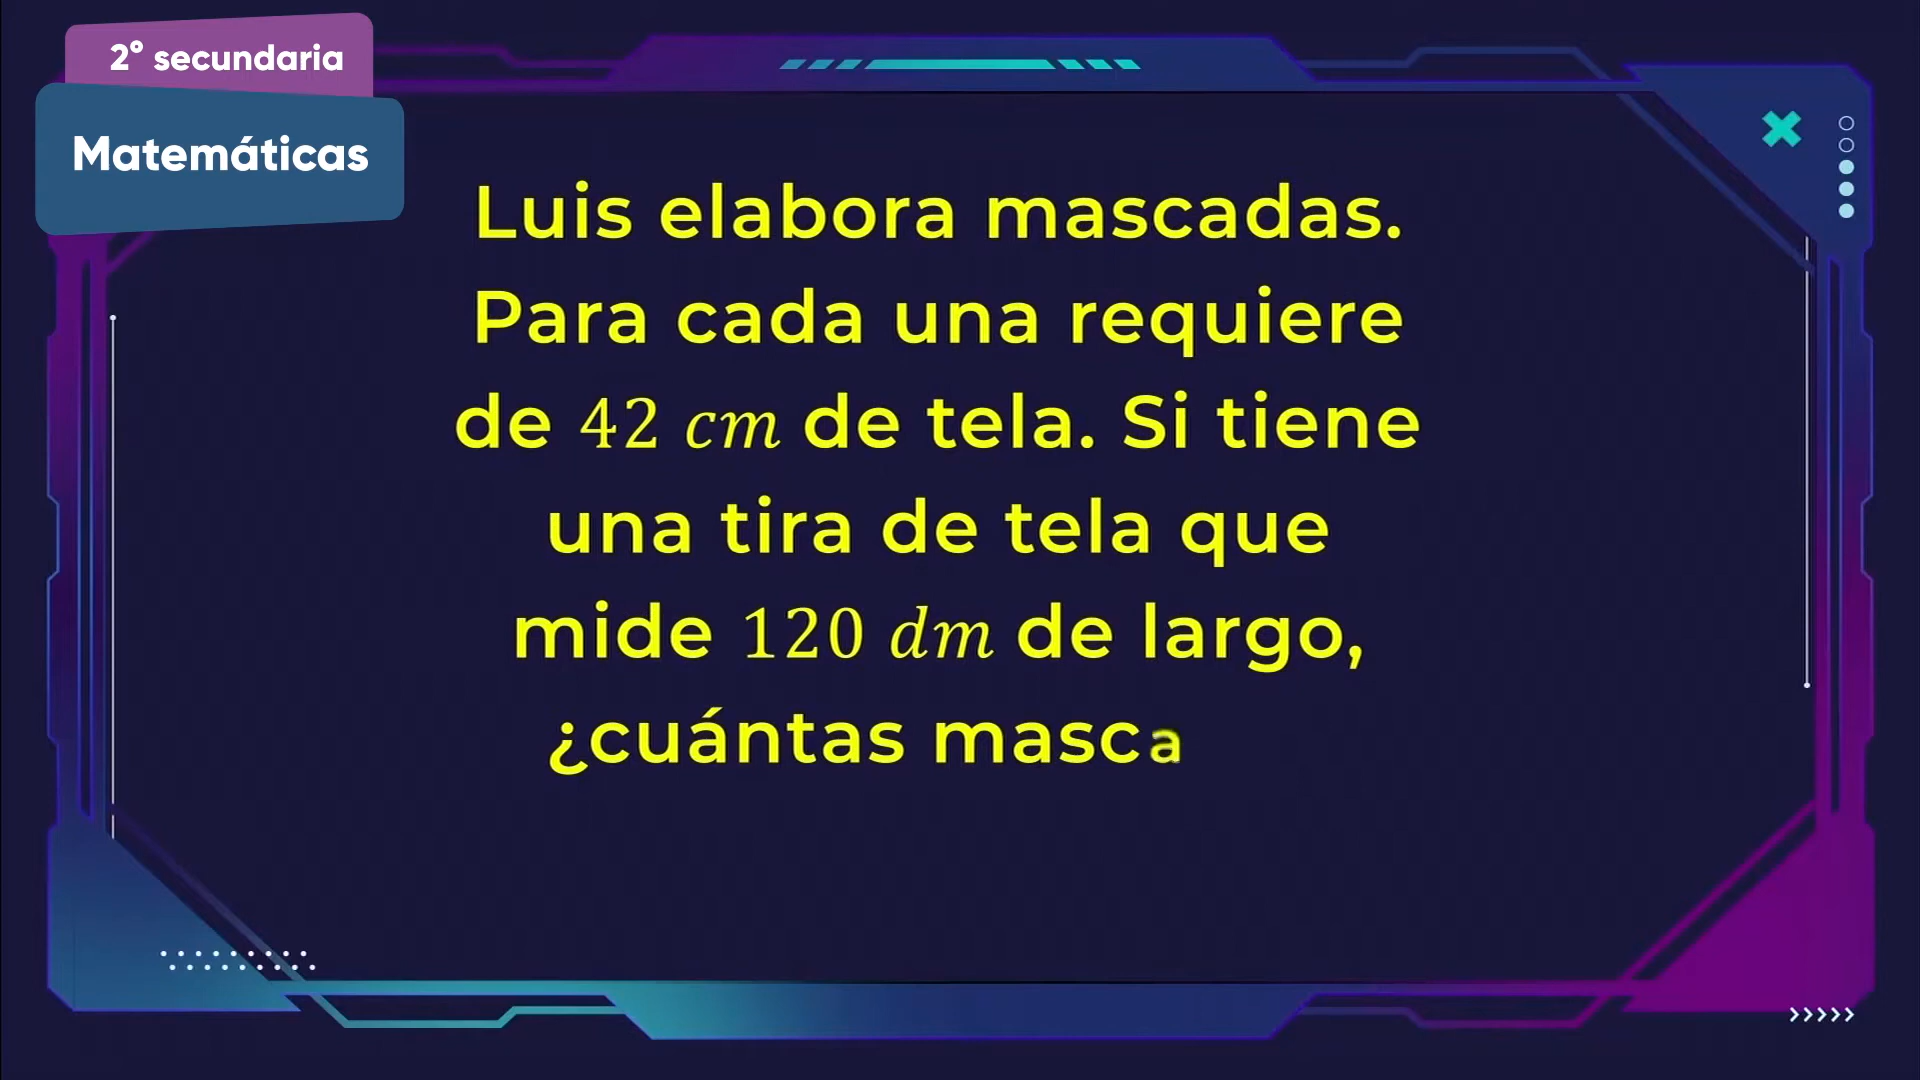 2° secundaria
Matemáticas
Luis elabora mascadas.
Para cada una requiere
de 42 cm de tela. Si tiene
una tira de tela que
mide 120 dm de largo,
¿cuántas masca